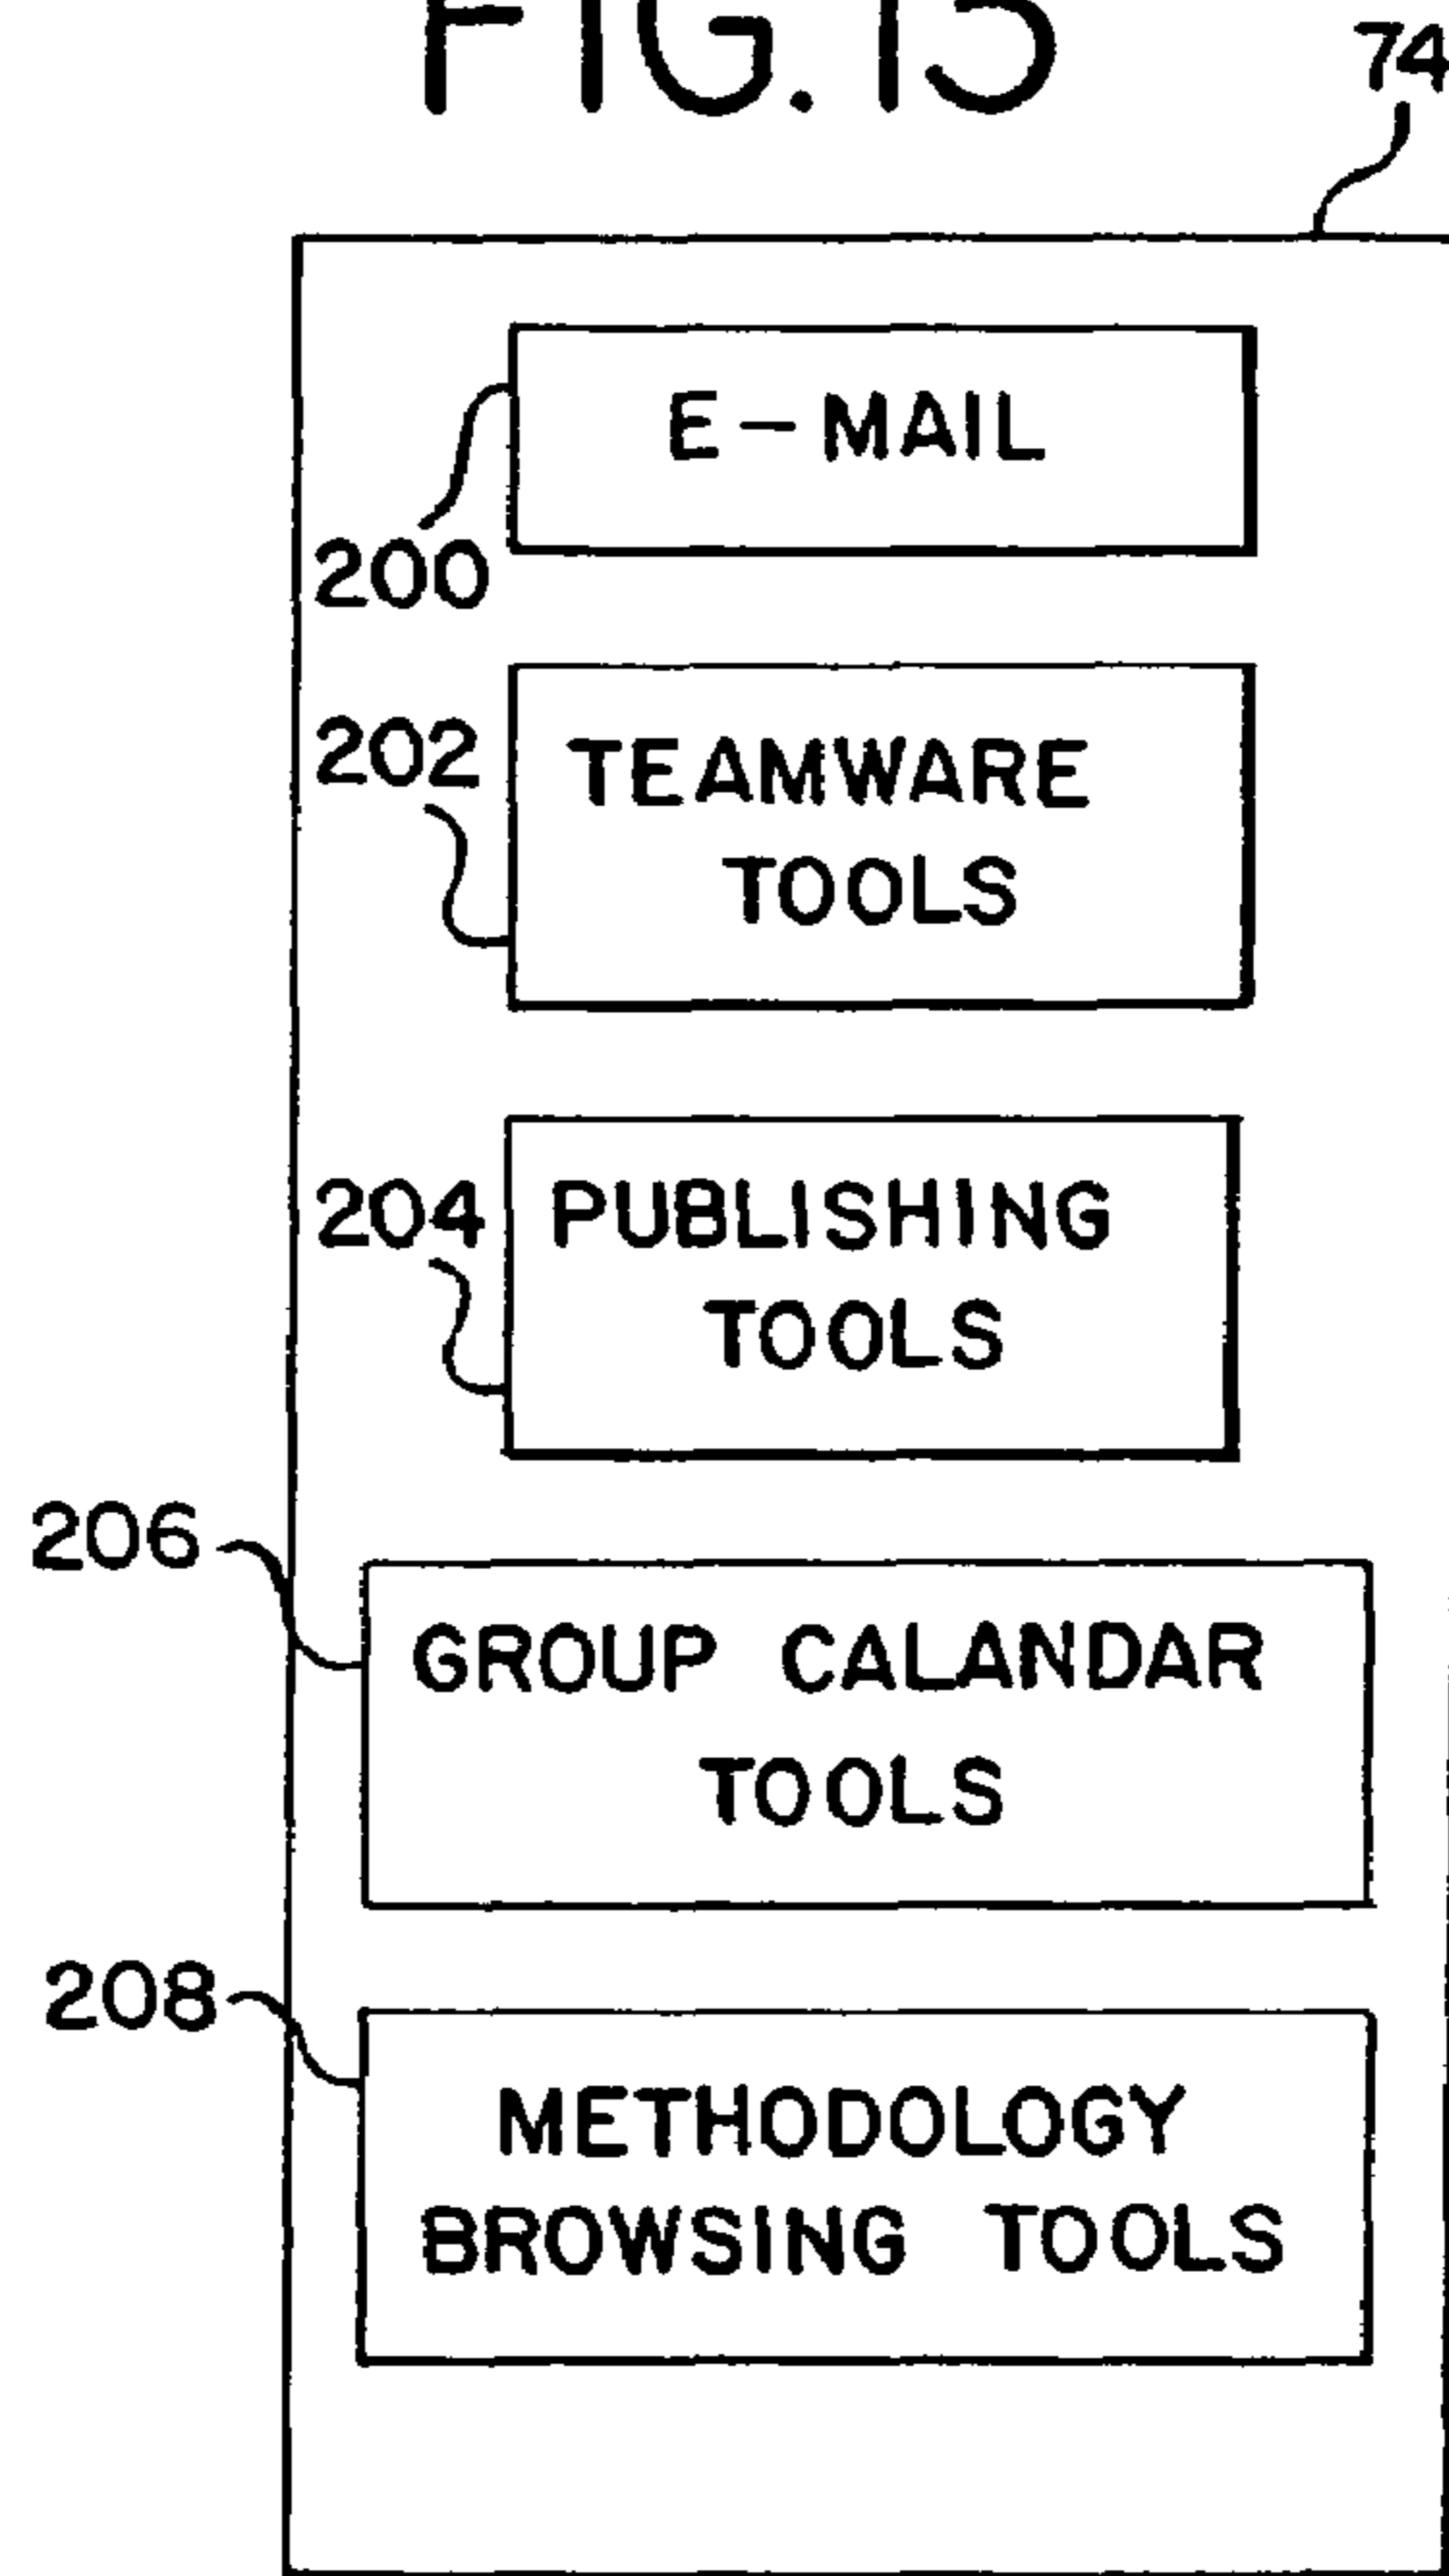 FIG.15
74
E-MAIL
200
202
TEAMWARE
TOOLS
204
PUBLISHING
TOOLS
206
GROUP CALANDAR
TOOLS
208
METHODOLOGY
BROWSING TOOLS